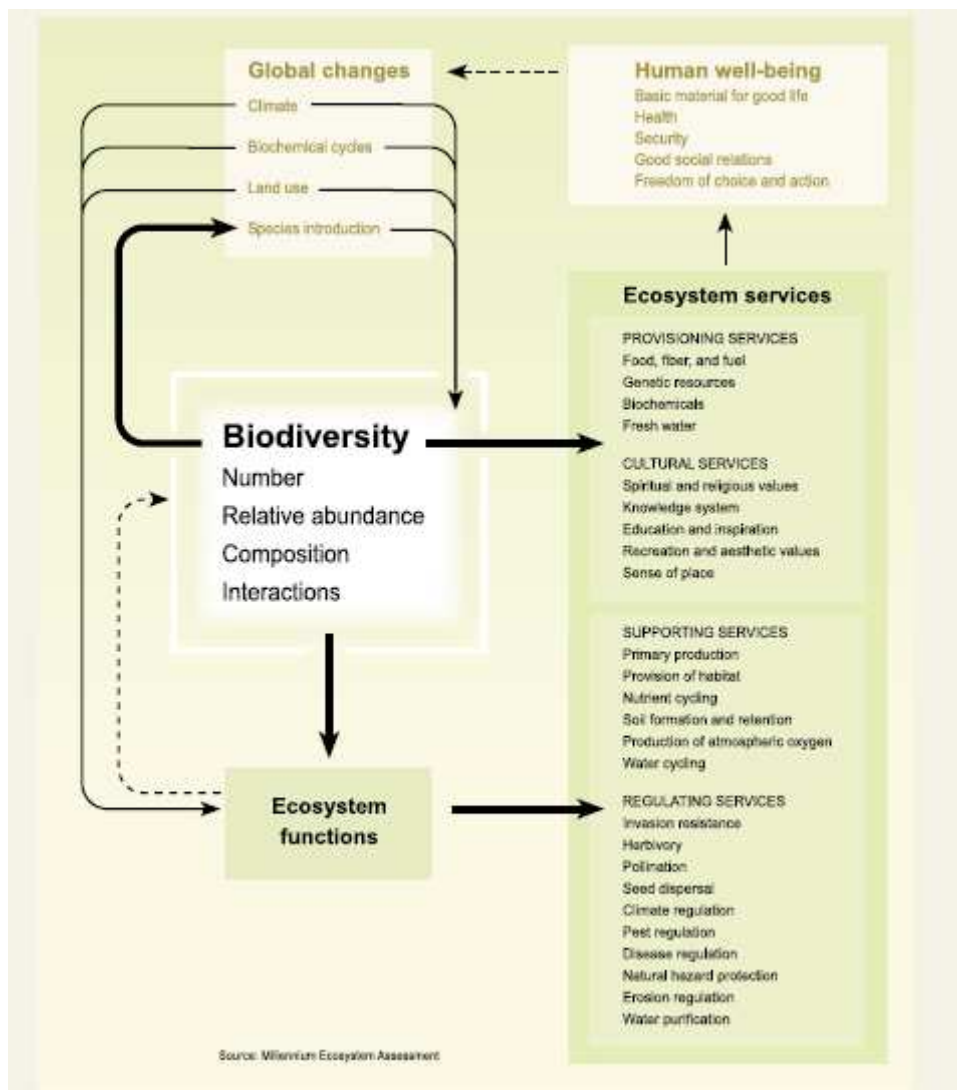 Global changes
Climate
Biochemical cycles
Land use
Species introduction
Human well-being
Basic material for good life
Health
Security
Good social relations
Freedom of choice and action
Biodiversity
Number
Relative abundance
Composition
Interactions
Ecosystem
functions
Ecosystem services
PROVISIONING SERVICES
Food, fiber, and fuel
Genetic resources
Biochemicals
Fresh water
CULTURAL SERVICES
Spiritual and religious values
Knowledge system
Education and inspiration
Recreation and aesthetic values
Sense of place
SUPPORTING SERVICES
Primary production
Provision of habitat
Nutrient cycling
Soil formation and retention
Production of atmospheric oxygen
Water cycling
REGULATING SERVICES
Invasion resistance
Herbivory
Pollination
Seed dispersal
Climate regulation
Pest regulation
Disease regulation
Natural hazard protection
Erosion regulation
Water purification
Source: Millennium Ecosystem Assessment